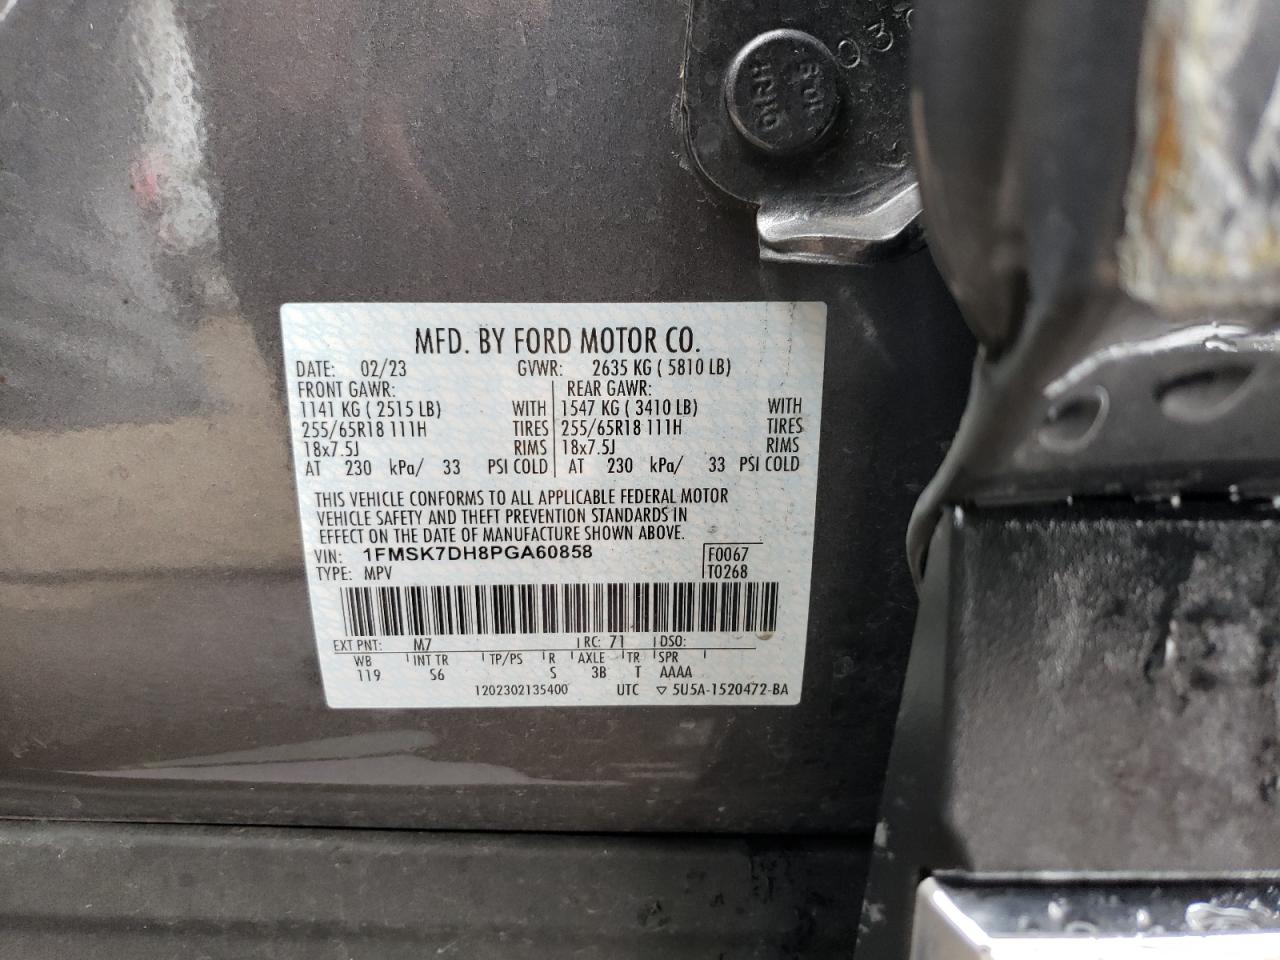 MFD. BY FORD MOTOR CO.
DATE: 02/23 GVWR: 2635 KG ( 5810 LB)
FRONT GAWR: REAR GAWR:
1141 KG ( 2515 LB) WITH 1547 KG ( 3410 LB) WITH
255/65R18 111H TIRES 255/65R18 111H TIRES
18x7.5J RIMS 18x7.5J RIMS
AT 230 kPa/ 33 PSI COLD AT 230 kPa/ 33 PSI COLD
THIS VEHICLE CONFORMS TO ALL APPLICABLE FEDERAL MOTOR
VEHICLE SAFETY AND THEFT PREVENTION STANDARDS IN
EFFECT ON THE DATE OF MANUFACTURE SHOWN ABOVE.
VIN: 1FMSK7DH8PGA60858 F0067
TYPE: MPV T0268
EXT PNT: M7 RC: 71 DSO:
WB INT TR TP/PS R AXLE TR SPR
119 S6 S 3B T AAAA
1202302135400 UTC ▽ 5U5A-1520472-BA